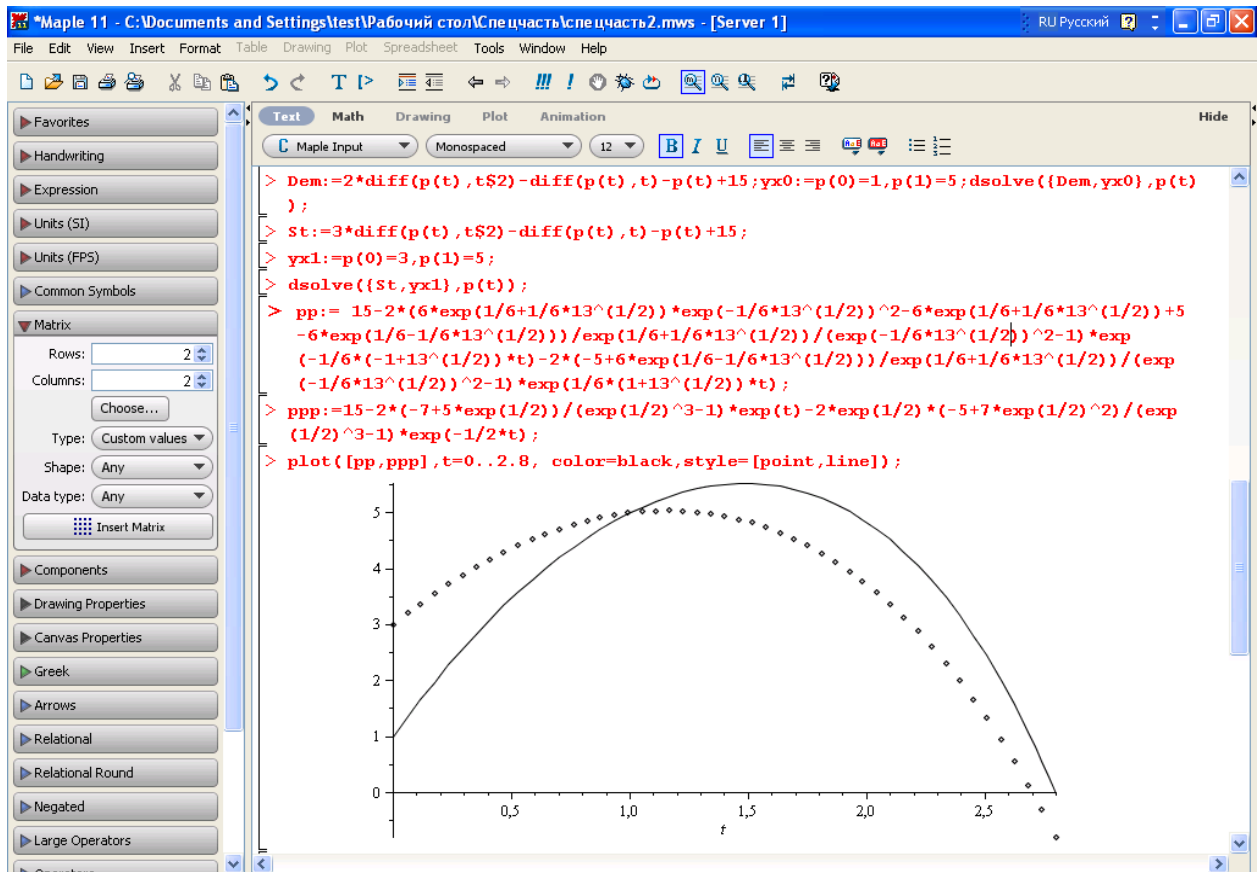 *Maple 11 - C:\Documents and Settings\test\Рабочий стол\Спецчасть\спецчасть2.mws - [Server 1]
RU Русский
File Edit View Insert Format Table Drawing Plot Spreadsheet Tools Window Help
Favorites
Handwriting
Expression
Units (SI)
Units (FPS)
Common Symbols
Matrix
Rows: 2
Columns: 2
Choose...
Type: Custom values
Shape: Any
Data type: Any
Insert Matrix
Components
Drawing Properties
Canvas Properties
Greek
Arrows
Relational
Relational Round
Negated
Large Operators
Text Math Drawing Plot Animation Hide
C Maple Input Monospaced 12 B I U
> Dem:=2*diff(p(t),t$2)-diff(p(t),t)-p(t)+15;yx0:=p(0)=1,p(1)=5;dsolve({Dem,yx0},p(t)
);
> St:=3*diff(p(t),t$2)-diff(p(t),t)-p(t)+15;
> yx1:=p(0)=3,p(1)=5;
> dsolve({St,yx1},p(t));
> pp:= 15-2*(6*exp(1/6+1/6*13^(1/2))*exp(-1/6*13^(1/2))^2-6*exp(1/6+1/6*13^(1/2))+5
-6*exp(1/6-1/6*13^(1/2)))/exp(1/6+1/6*13^(1/2))/(exp(-1/6*13^(1/2))^2-1)*exp
(-1/6*(-1+13^(1/2))*t)-2*(-5+6*exp(1/6-1/6*13^(1/2)))/exp(1/6+1/6*13^(1/2))/(exp
(-1/6*13^(1/2))^2-1)*exp(1/6*(1+13^(1/2))*t);
> ppp:=15-2*(-7+5*exp(1/2))/(exp(1/2)^3-1)*exp(t)-2*exp(1/2)*(-5+7*exp(1/2)^2)/(exp
(1/2)^3-1)*exp(-1/2*t);
> plot([pp,ppp],t=0..2.8, color=black,style=[point,line]);
5
4
3
2
1
0
0,5 1,0 1,5 2,0 2,5
t